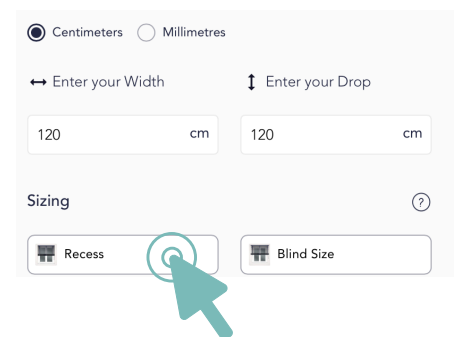 Centimeters Millimetres
Enter your Width Enter your Drop
120 cm 120 cm
Sizing ?
Recess Blind Size